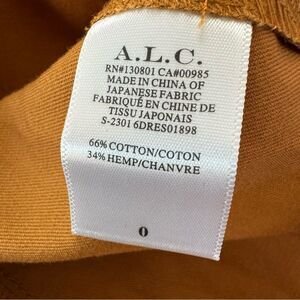 A.L.C.
RN#130801 CA#00985
MADE IN CHINA OF
JAPANESE FABRIC
FABRIQUÉ EN CHINE DE
TISSU JAPONAIS
S-2301 6DRES01898
66% COTTON/COTON
34% HEMP/CHANVRE
0